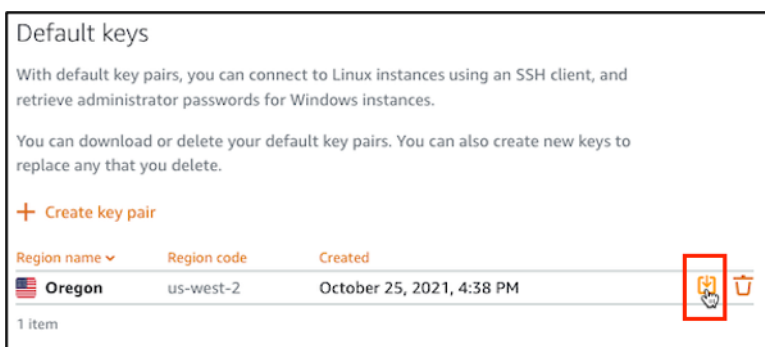 Default keys
With default key pairs, you can connect to Linux instances using an SSH client, and
retrieve administrator passwords for Windows instances.
You can download or delete your default key pairs. You can also create new keys to
replace any that you delete.
+ Create key pair
Region name Region code Created
Oregon us-west-2 October 25, 2021, 4:38 PM
1 item